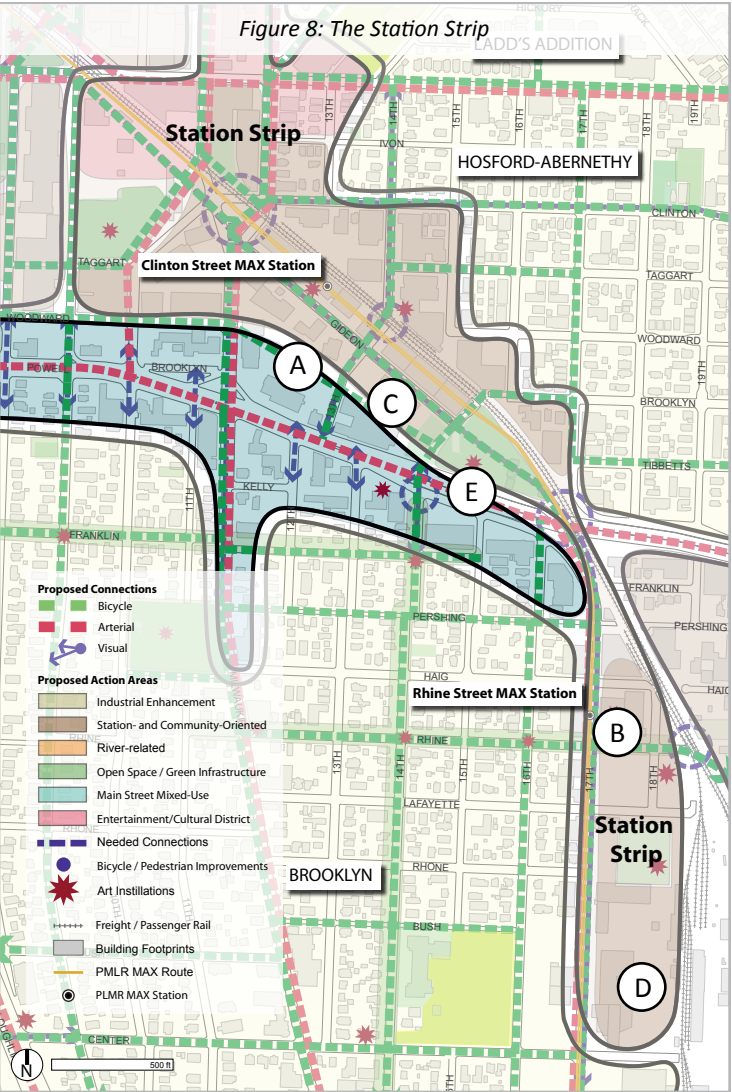 Figure 8: The Station Strip
HICKORY
LADD'S ADDITION
Station Strip
13TH
14TH
15TH
16TH
17TH
18TH
19TH
IVON
HOSFORD-ABERNETHY
CLINTON
TAGGART
Clinton Street MAX Station
TAGGART
WOODWARD
GIDEON
WOODWARD
POWELL
BROOKLYN
A
19TH
BROOKLYN
C
TIBBETTS
KELLY
E
11TH
12TH
FRANKLIN
FRANKLIN
PERSHING
PERSHING
HAIG
HAIG
Rhine Street MAX Station
B
RHINE
RHINE
13TH
14TH
15TH
16TH
17TH
18TH
LAFAYETTE
Station
Strip
RHONE
RHONE
BROOKLYN
BUSH
D
CENTER
Proposed Connections
Bicycle
Arterial
Visual
Proposed Action Areas
Industrial Enhancement
Station- and Community-Oriented
River-related
Open Space / Green Infrastructure
Main Street Mixed-Use
Entertainment/Cultural District
Needed Connections
Bicycle / Pedestrian Improvements
Art Instillations
Freight / Passenger Rail
Building Footprints
PMLR MAX Route
PLMR MAX Station
N
500 ft